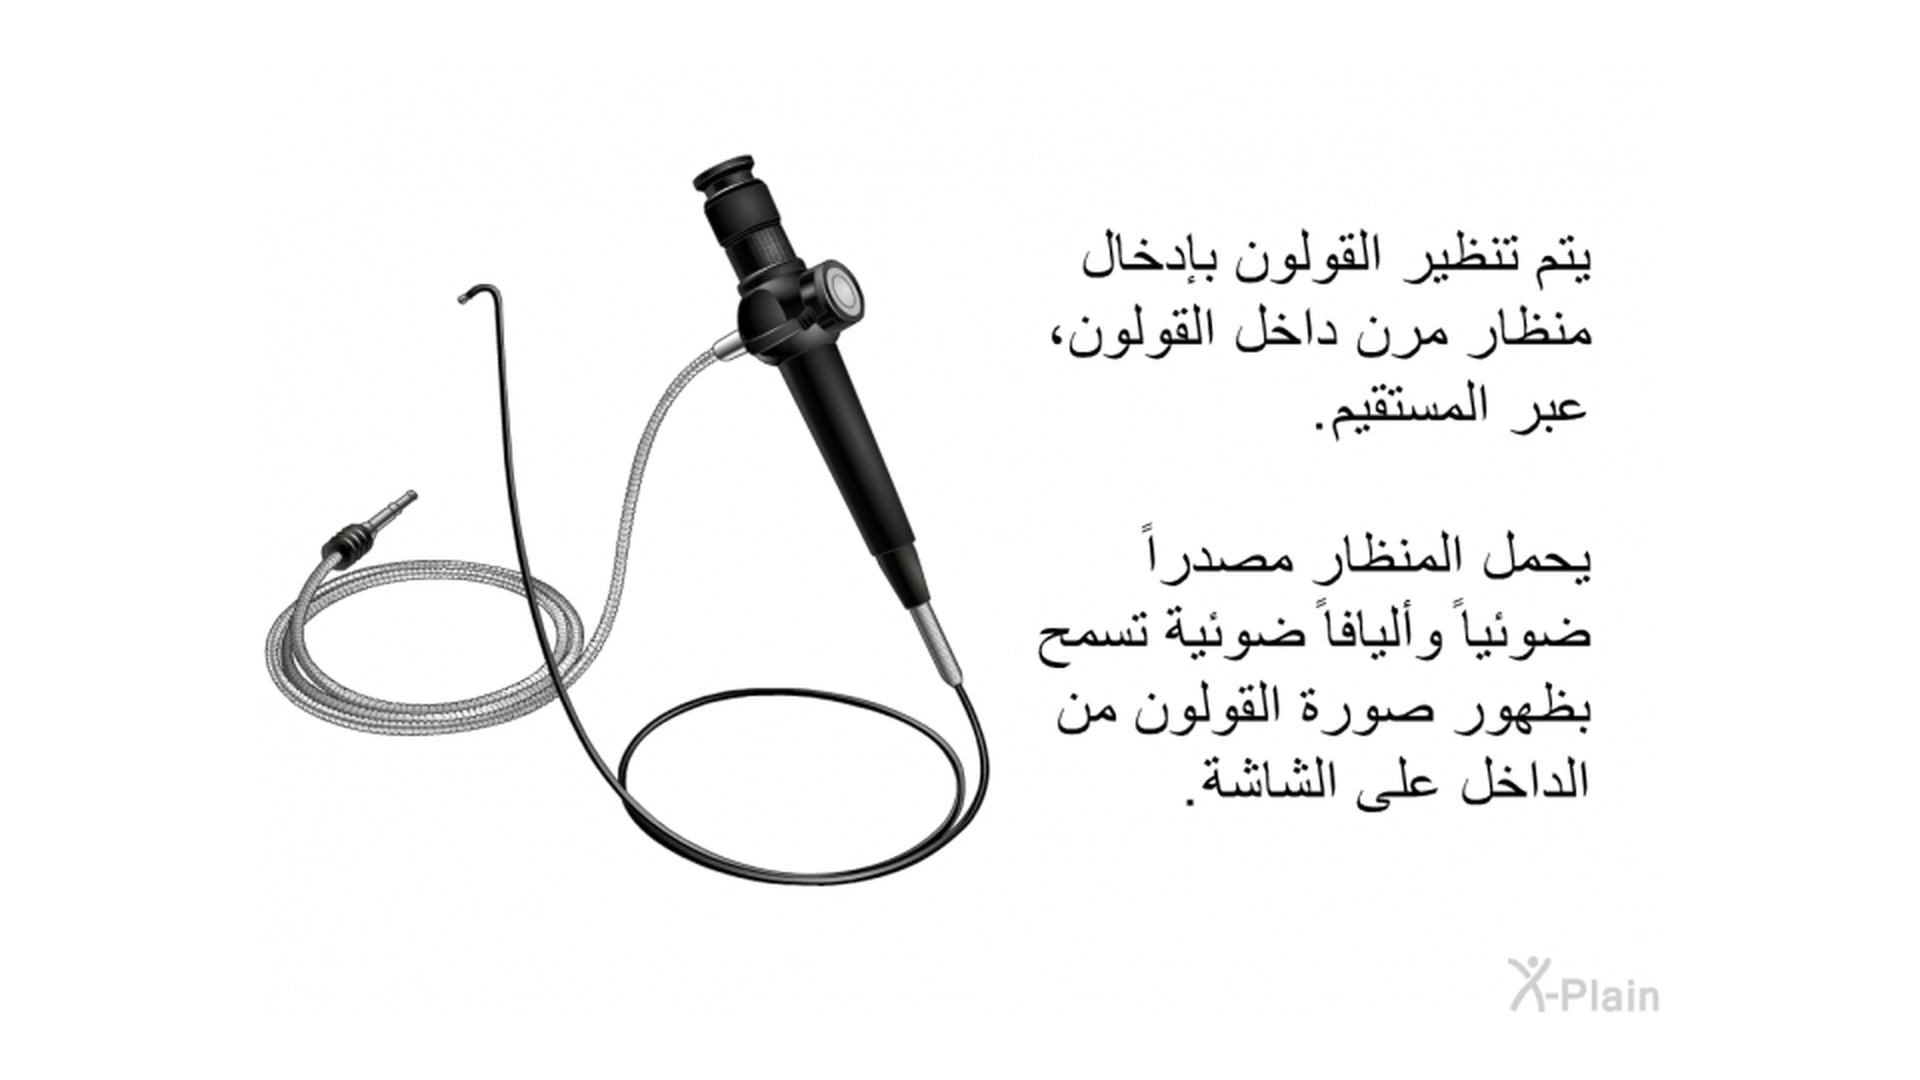 يتم تنظير القولون بإدخال
منظار مرن داخل القولون،
عبر المستقيم.
يحمل المنظار مصدراً
ضوئياً وأليافاً ضوئية تسمح
بظهور صورة القولون من
الداخل على الشاشة.
X-Plain